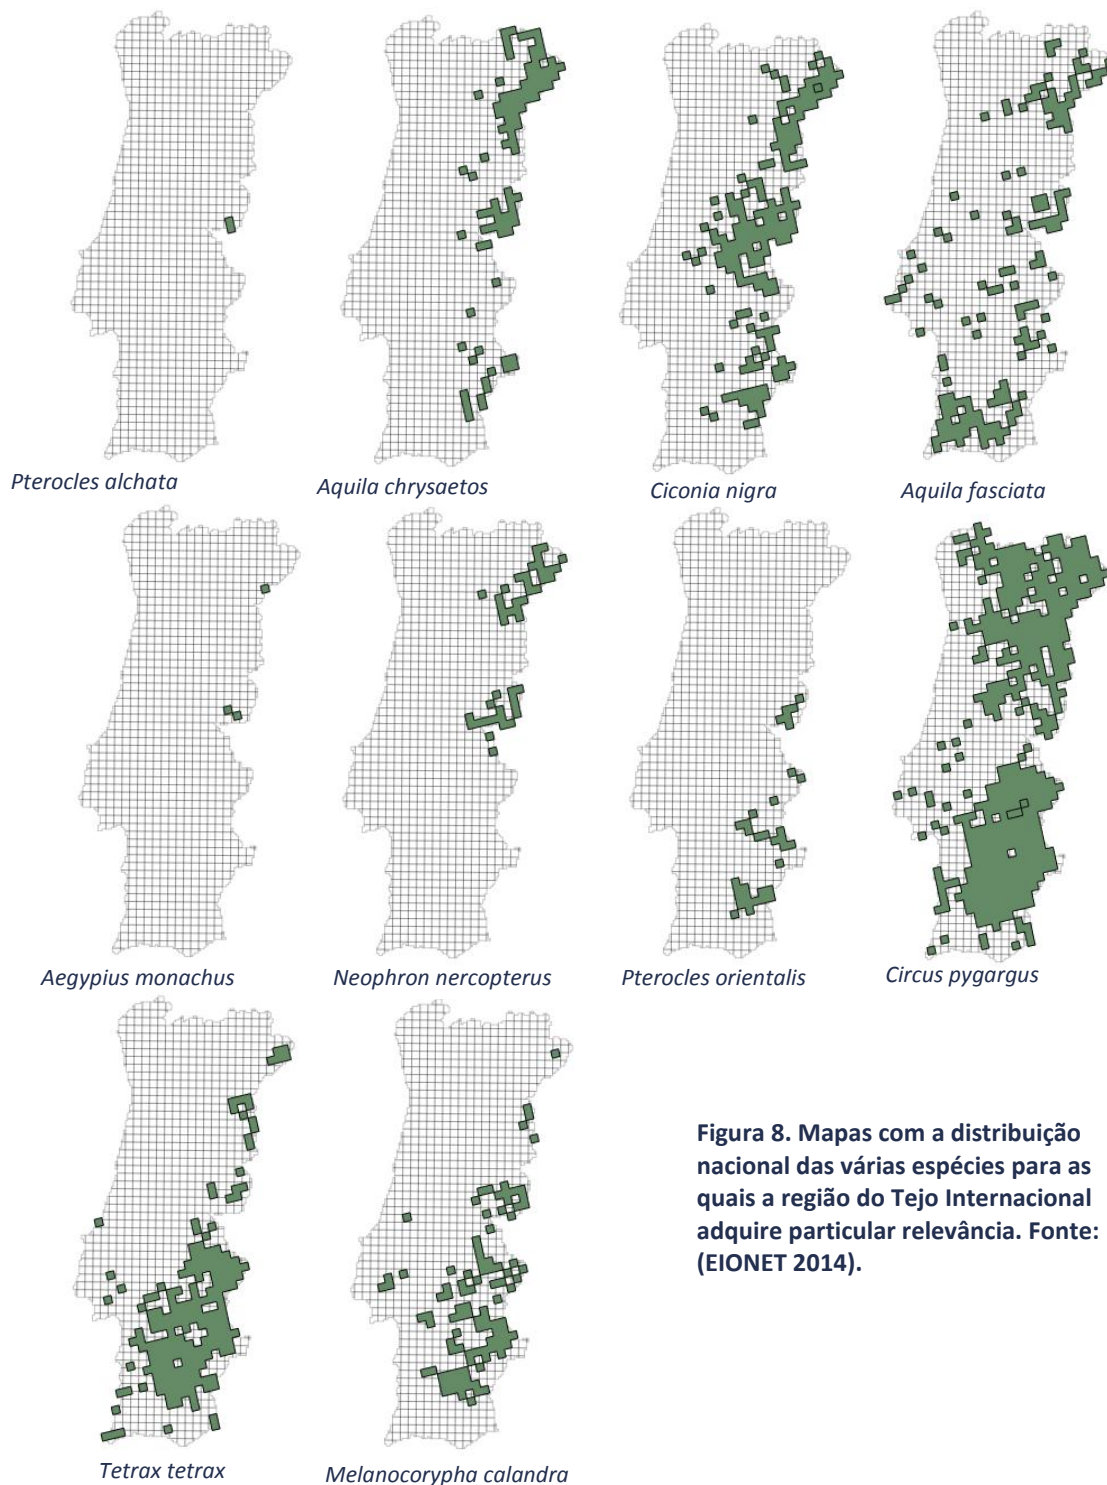 Pterocles alchata
Aquila chrysaetos
Ciconia nigra
Aquila fasciata
Aegypius monachus
Neophron nercopterus
Pterocles orientalis
Circus pygargus
Figura 8. Mapas com a distribuição
nacional das várias espécies para as
quais a região do Tejo Internacional
adquire particular relevância. Fonte:
(EIONET 2014).
Tetrax tetrax
Melanocorypha calandra